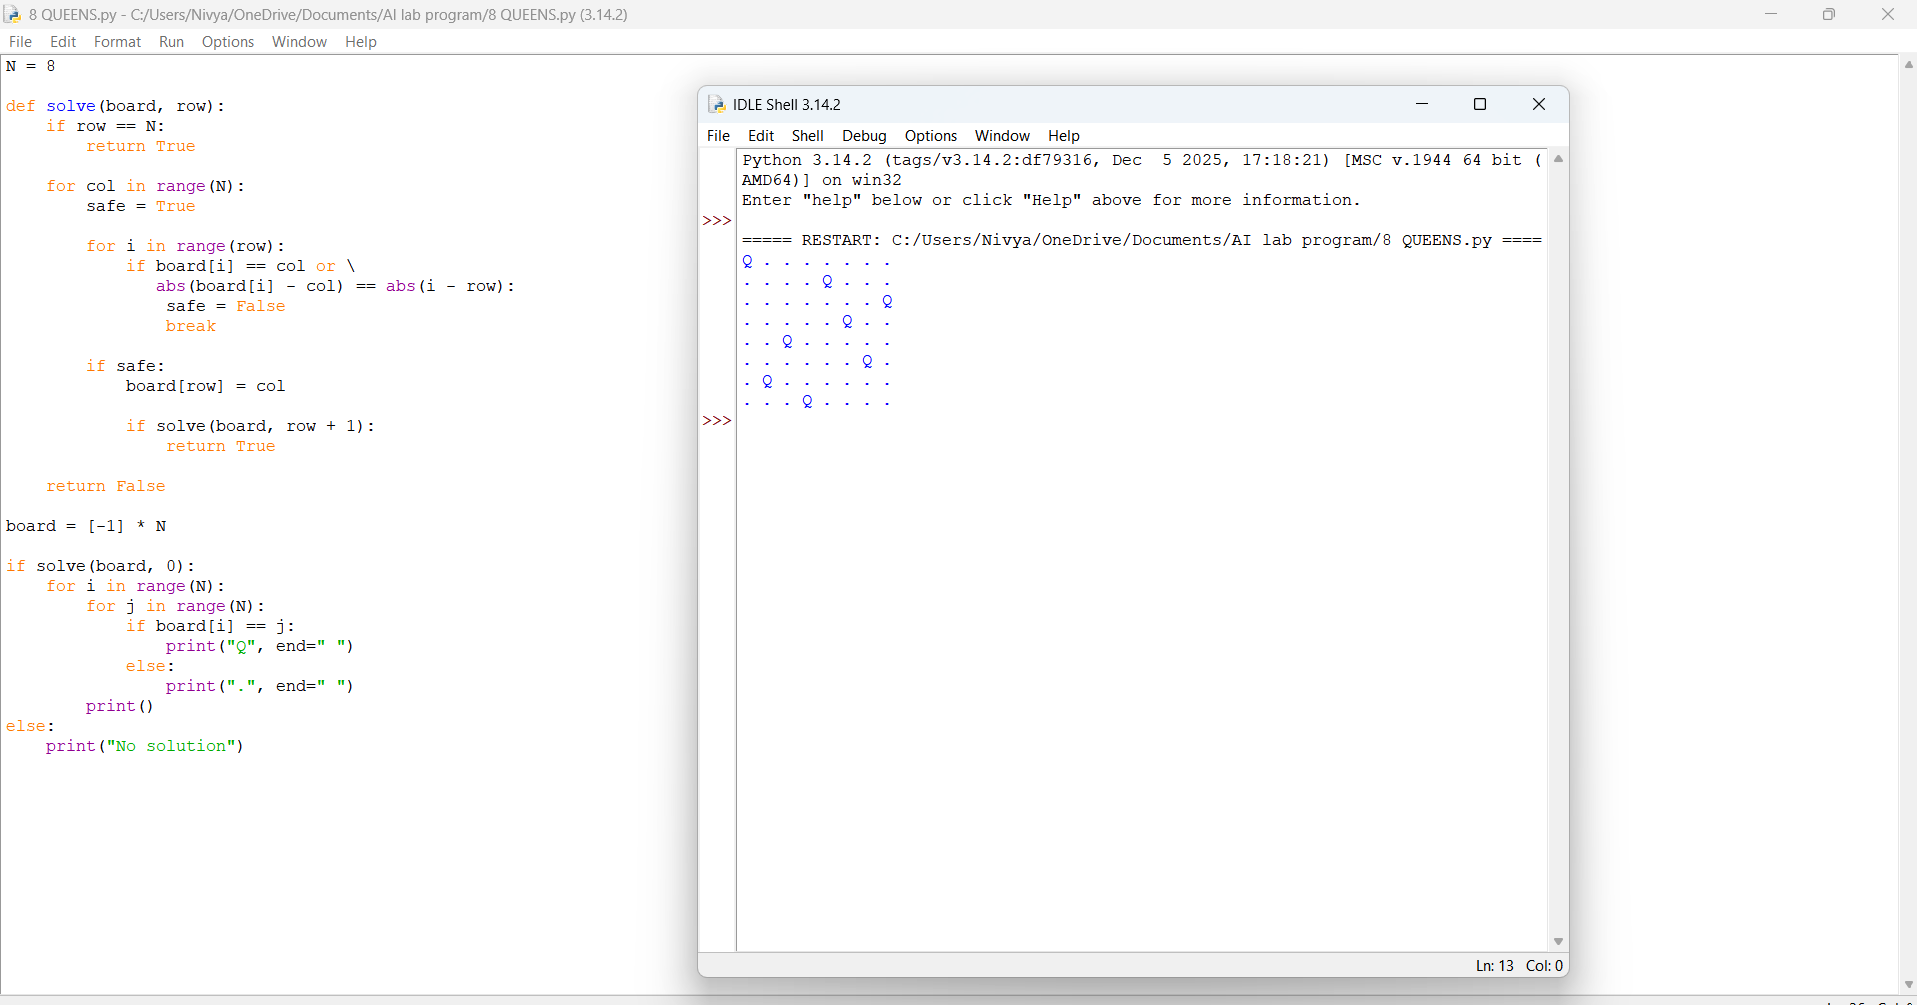 8 QUEENS.py - C:/Users/Nivya/OneDrive/Documents/AI lab program/8 QUEENS.py (3.14.2)
File Edit Format Run Options Window Help
N = 8
def solve(board, row):
    if row == N:
        return True
    for col in range(N):
        safe = True
        for i in range(row):
            if board[i] == col or \
               abs(board[i] - col) == abs(i - row):
                safe = False
                break
        if safe:
            board[row] = col
            if solve(board, row + 1):
                return True
    return False
board = [-1] * N
if solve(board, 0):
    for i in range(N):
        for j in range(N):
            if board[i] == j:
                print("Q", end=" ")
            else:
                print(".", end=" ")
        print()
else:
    print("No solution")
IDLE Shell 3.14.2
File Edit Shell Debug Options Window Help
Python 3.14.2 (tags/v3.14.2:df79316, Dec  5 2025, 17:18:21) [MSC v.1944 64 bit (
AMD64)] on win32
Enter "help" below or click "Help" above for more information.
>>>
===== RESTART: C:/Users/Nivya/OneDrive/Documents/AI lab program/8 QUEENS.py ====
Q . . . . . . .
. . . . Q . . .
. . . . . . . Q
. . . . . Q . .
. . Q . . . . .
. . . . . . Q .
. Q . . . . . .
. . . Q . . . .
>>>
Ln: 13 Col: 0